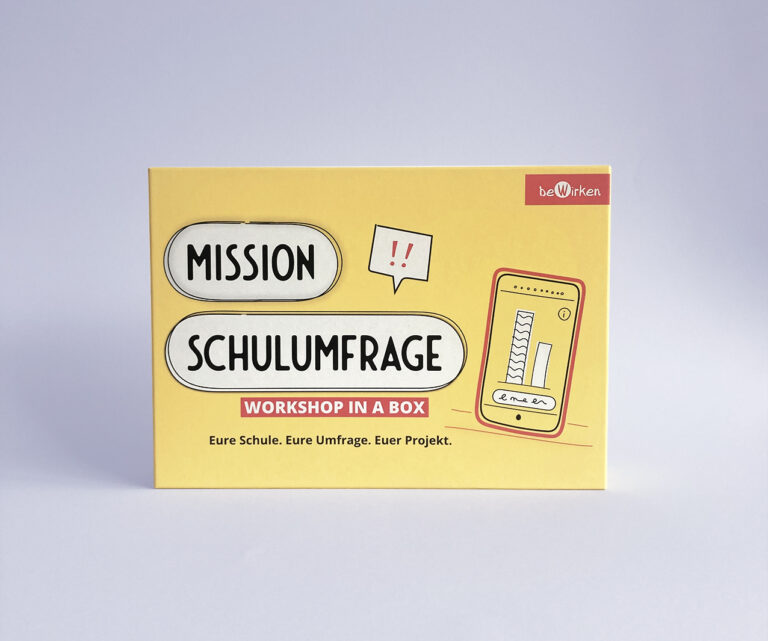 beWirken
MISSION
!!
SCHULUMFRAGE
WORKSHOP IN A BOX
Eure Schule. Eure Umfrage. Euer Projekt.
i